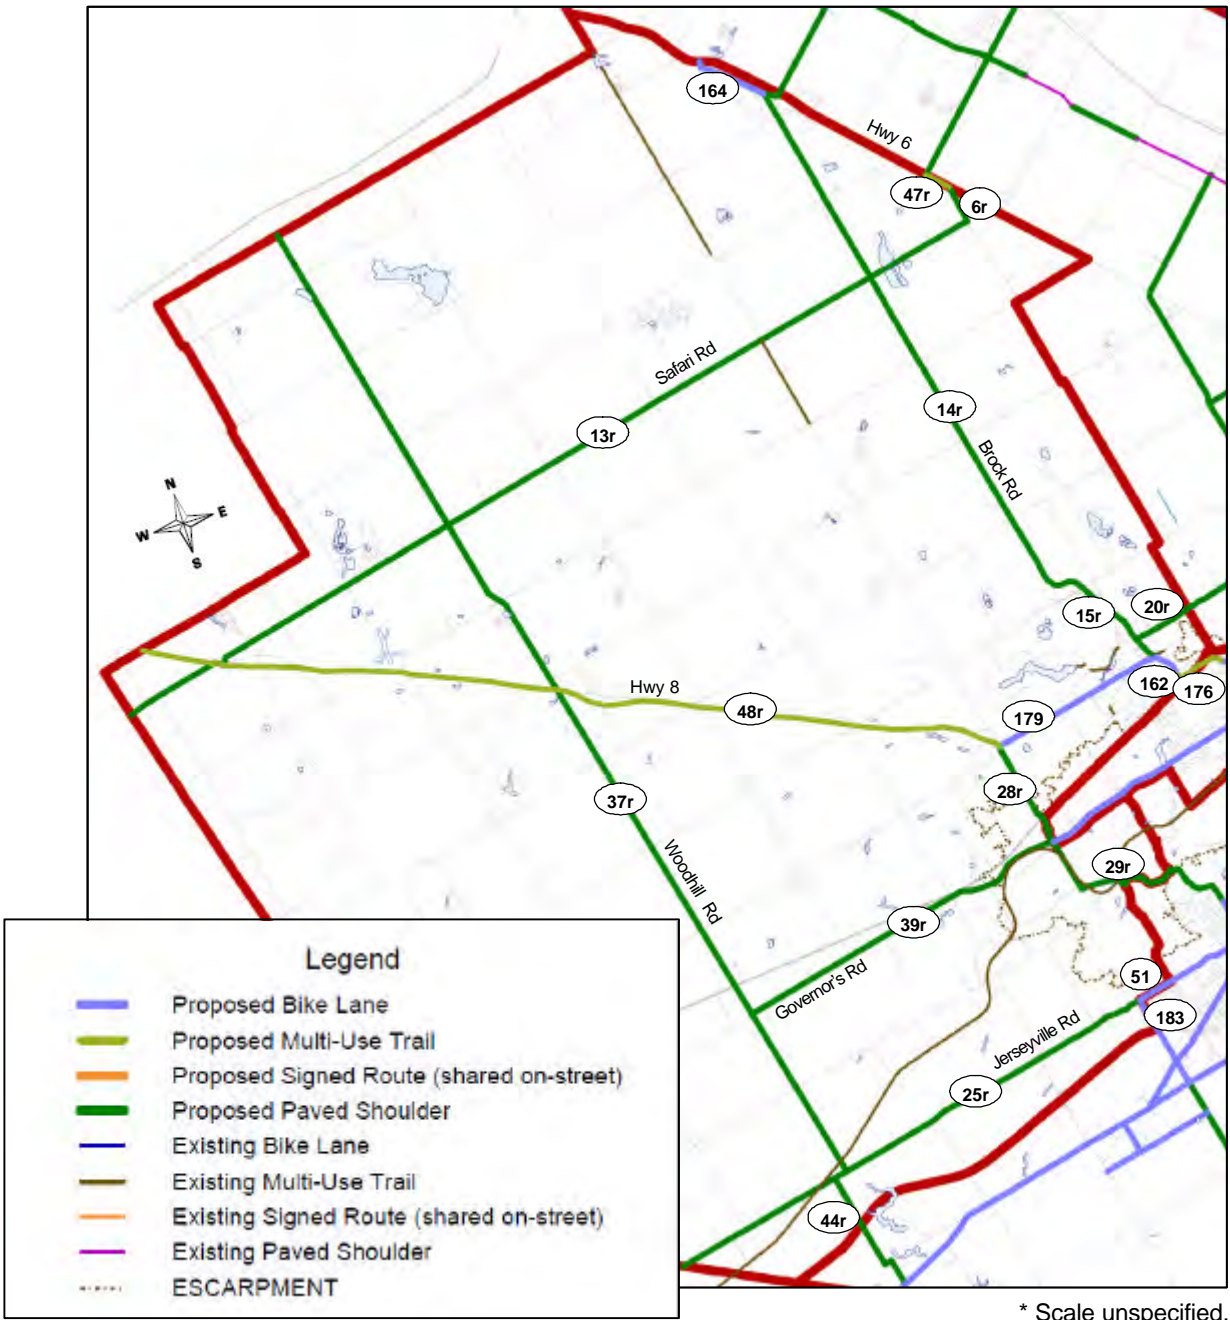 164
Hwy 6
47r
6r
Safari Rd
14r
13r
Brock Rd
N
E
W
S
15r
20r
162
176
Hwy 8
48r
179
28r
37r
Woodhill Rd
29r
39r
Governor's Rd
51
183
Jerseyville Rd
25r
44r
Legend
Proposed Bike Lane
Proposed Multi-Use Trail
Proposed Signed Route (shared on-street)
Proposed Paved Shoulder
Existing Bike Lane
Existing Multi-Use Trail
Existing Signed Route (shared on-street)
Existing Paved Shoulder
ESCARPMENT
* Scale unspecified.